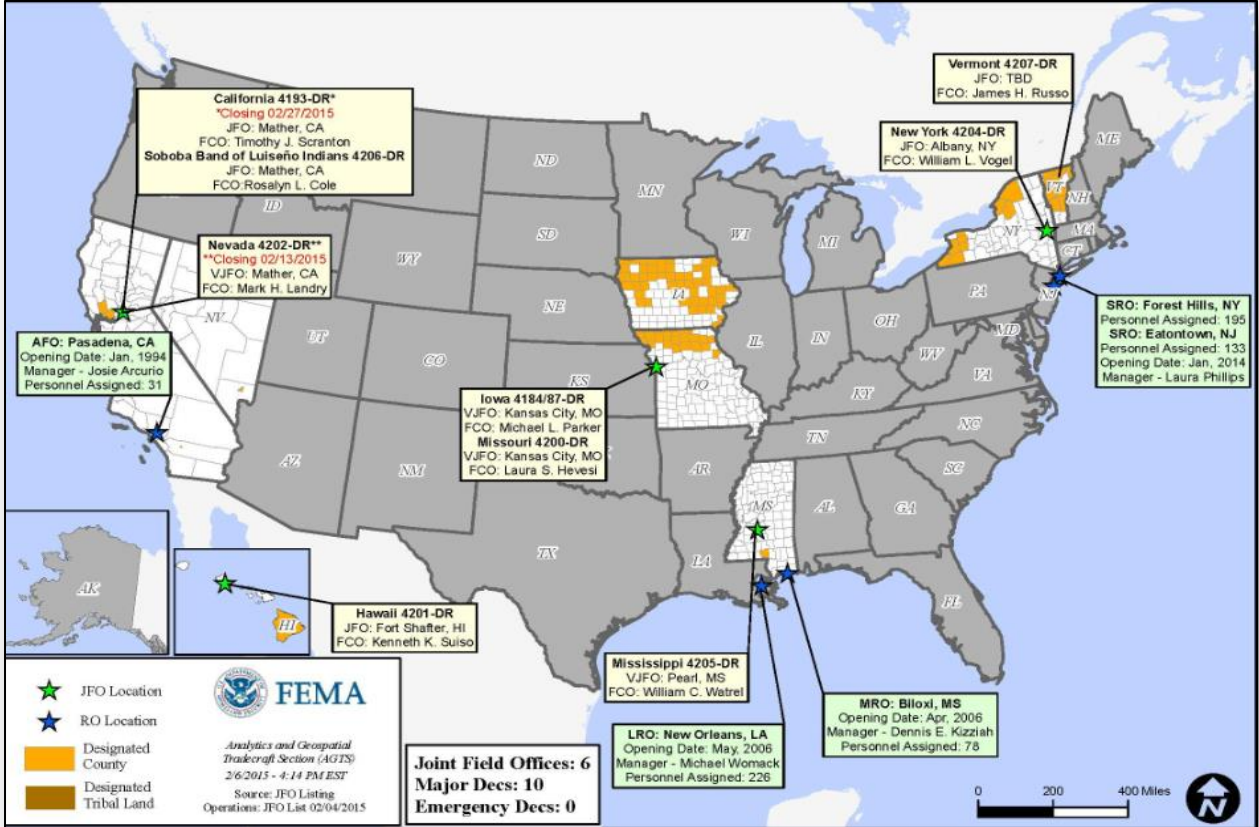 California 4193-DR*
*Closing 02/27/2015
JFO: Mather, CA
FCO: Timothy J. Scranton
Soboba Band of Luiseño Indians 4206-DR
JFO: Mather, CA
FCO:Rosalyn L. Cole
Nevada 4202-DR**
**Closing 02/13/2015
VJFO: Mather, CA
FCO: Mark H. Landry
AFO: Pasadena, CA
Opening Date: Jan, 1994
Manager - Josie Arcurio
Personnel Assigned: 31
Vermont 4207-DR
JFO: TBD
FCO: James H. Russo
New York 4204-DR
JFO: Albany, NY
FCO: William L. Vogel
SRO: Forest Hills, NY
Personnel Assigned: 195
SRO: Eatontown, NJ
Personnel Assigned: 133
Opening Date: Jan, 2014
Manager - Laura Phillips
Iowa 4184/87-DR
VJFO: Kansas City, MO
FCO: Michael L. Parker
Missouri 4200-DR
VJFO: Kansas City, MO
FCO: Laura S. Hevesi
Hawaii 4201-DR
JFO: Fort Shafter, HI
FCO: Kenneth K. Suiso
Mississippi 4205-DR
VJFO: Pearl, MS
FCO: William C. Watrel
LRO: New Orleans, LA
Opening Date: May, 2006
Manager - Michael Womack
Personnel Assigned: 226
MRO: Biloxi, MS
Opening Date: Apr, 2006
Manager - Dennis E. Kizziah
Personnel Assigned: 78
ID
ND
MN
ME
VT
NH
NY
MA
CT
WI
MI
SD
WY
NE
IA
PA
NJ
MD
NV
UT
CO
KS
MO
IL
IN
OH
WV
VA
KY
NC
TN
SC
AZ
NM
AR
MS
AL
GA
TX
LA
FL
AK
HI
JFO Location
RO Location
Designated
County
Designated
Tribal Land
FEMA
Analytics and Geospatial
Tradecraft Section (AGTS)
2/6/2015 - 4:14 PM EST
Source: JFO Listing
Operations: JFO List 02/04/2015
Joint Field Offices: 6
Major Decs: 10
Emergency Decs: 0
0 200 400 Miles
N